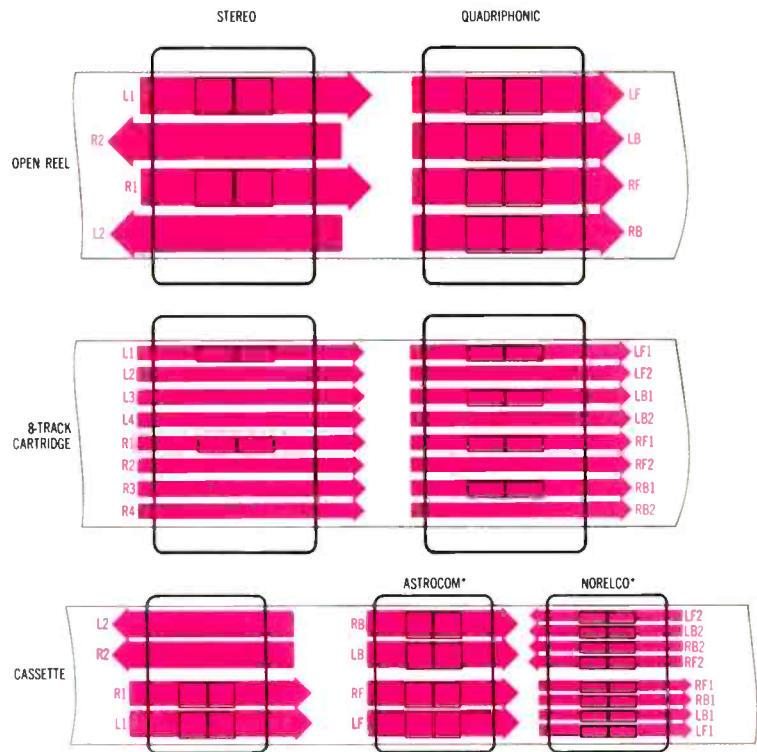 STEREO
QUADRIPHONIC
OPEN REEL
L1
R2
R1
L2
LF
LB
RF
RB
8-TRACK
CARTRIDGE
L1
L2
L3
L4
R1
R2
R3
R4
LF1
LF2
LB1
LB2
RF1
RF2
RB1
RB2
CASSETTE
L2
R2
R1
L1
ASTROCOM*
RB
LB
RF
LF
NORELCO*
LF2
LB2
RB2
RF2
RF1
RB1
LB1
LF1